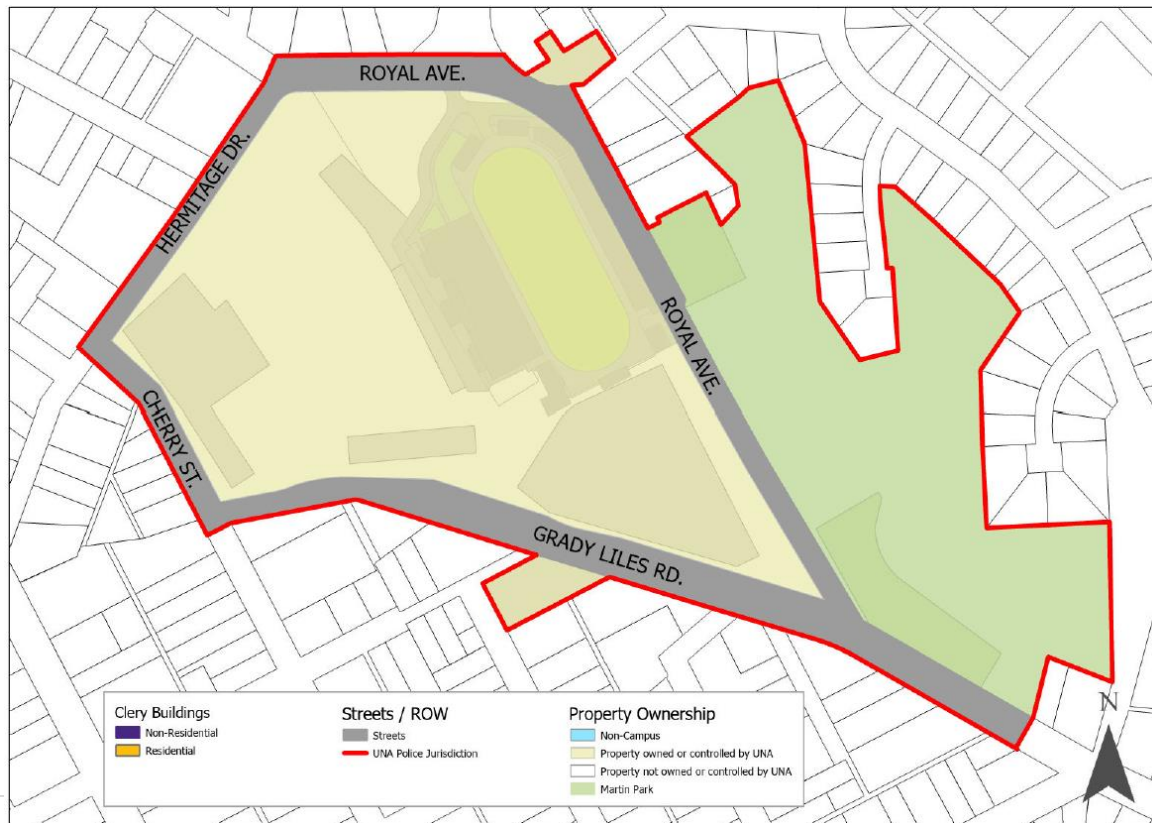 ROYAL AVE.
HERMITAGE DR.
ROYAL AVE.
CHERRY ST.
GRADY LILES RD.
Clery Buildings
Non-Residential
Residential
Streets / ROW
Streets
UNA Police Jurisdiction
Property Ownership
Non-Campus
Property owned or controlled by UNA
Property not owned or controlled by UNA
Martin Park
N